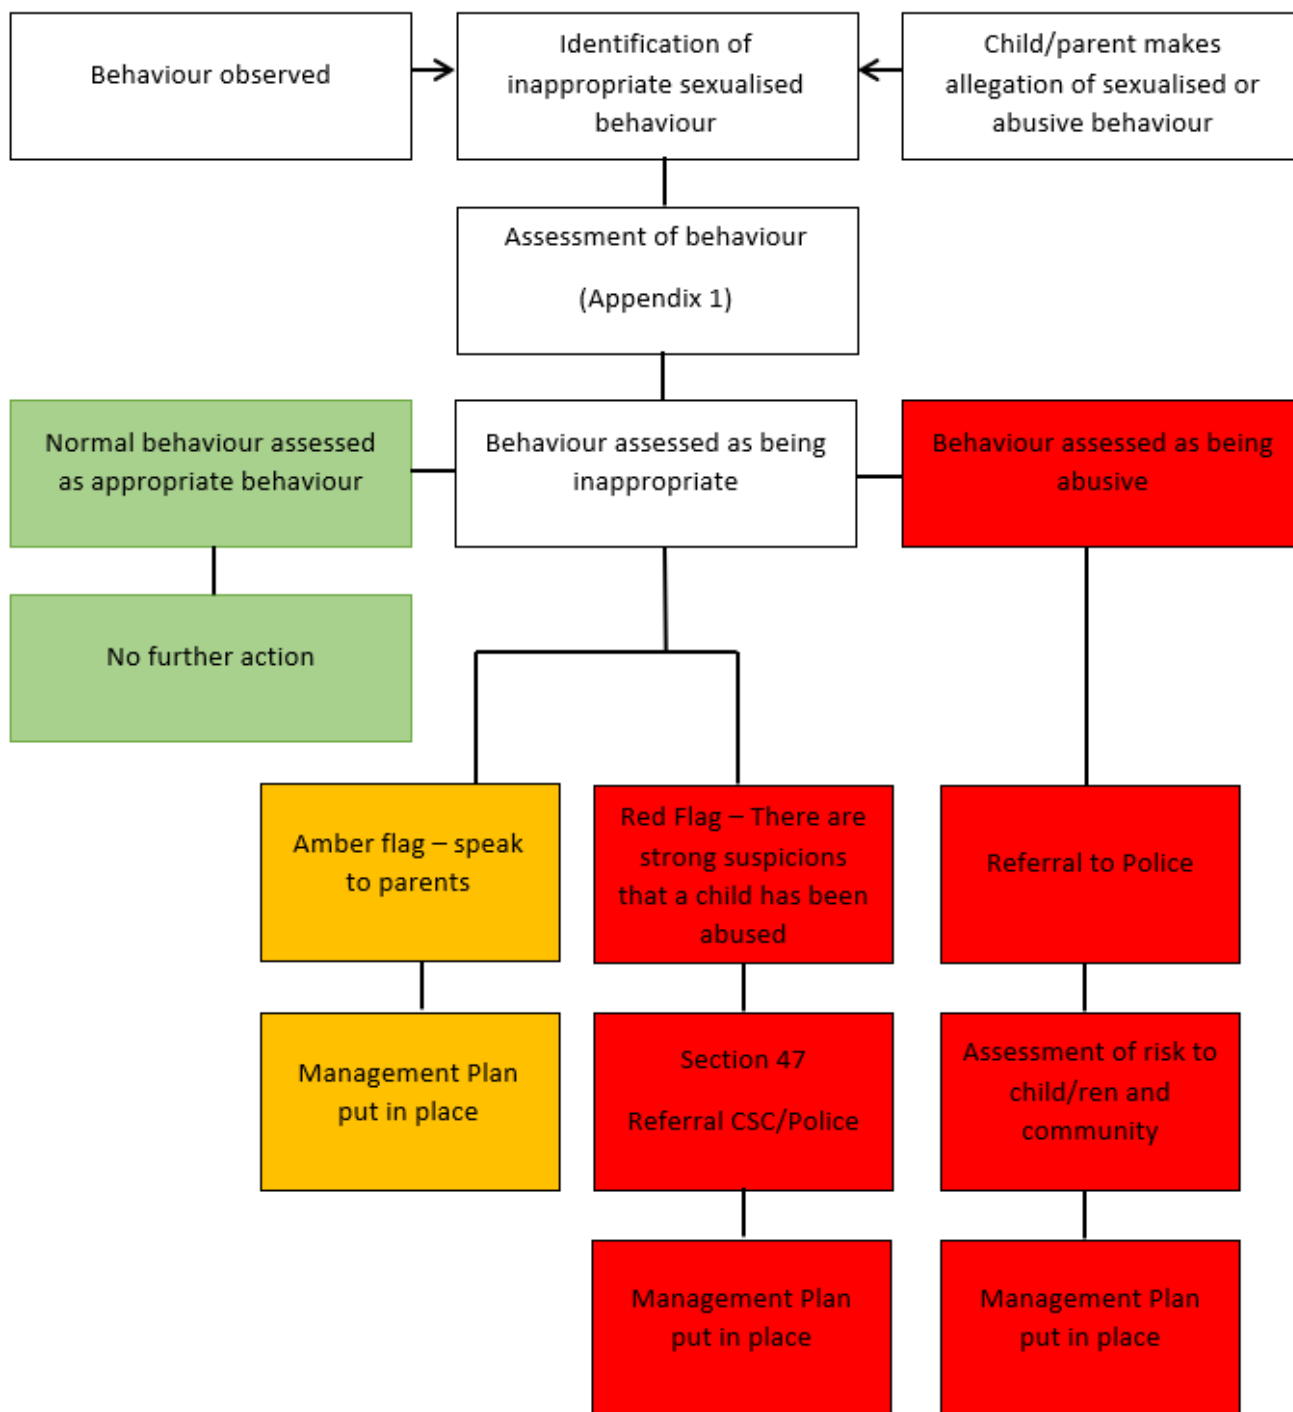 Behaviour observed
Identification of
inappropriate sexualised
behaviour
Child/parent makes
allegation of sexualised or
abusive behaviour
Assessment of behaviour
(Appendix 1)
Normal behaviour assessed
as appropriate behaviour
Behaviour assessed as being
inappropriate
Behaviour assessed as being
abusive
No further action
Amber flag – speak
to parents
Red Flag – There are
strong suspicions
that a child has been
abused
Referral to Police
Management Plan
put in place
Section 47
Referral CSC/Police
Assessment of risk to
child/ren and
community
Management Plan
put in place
Management Plan
put in place